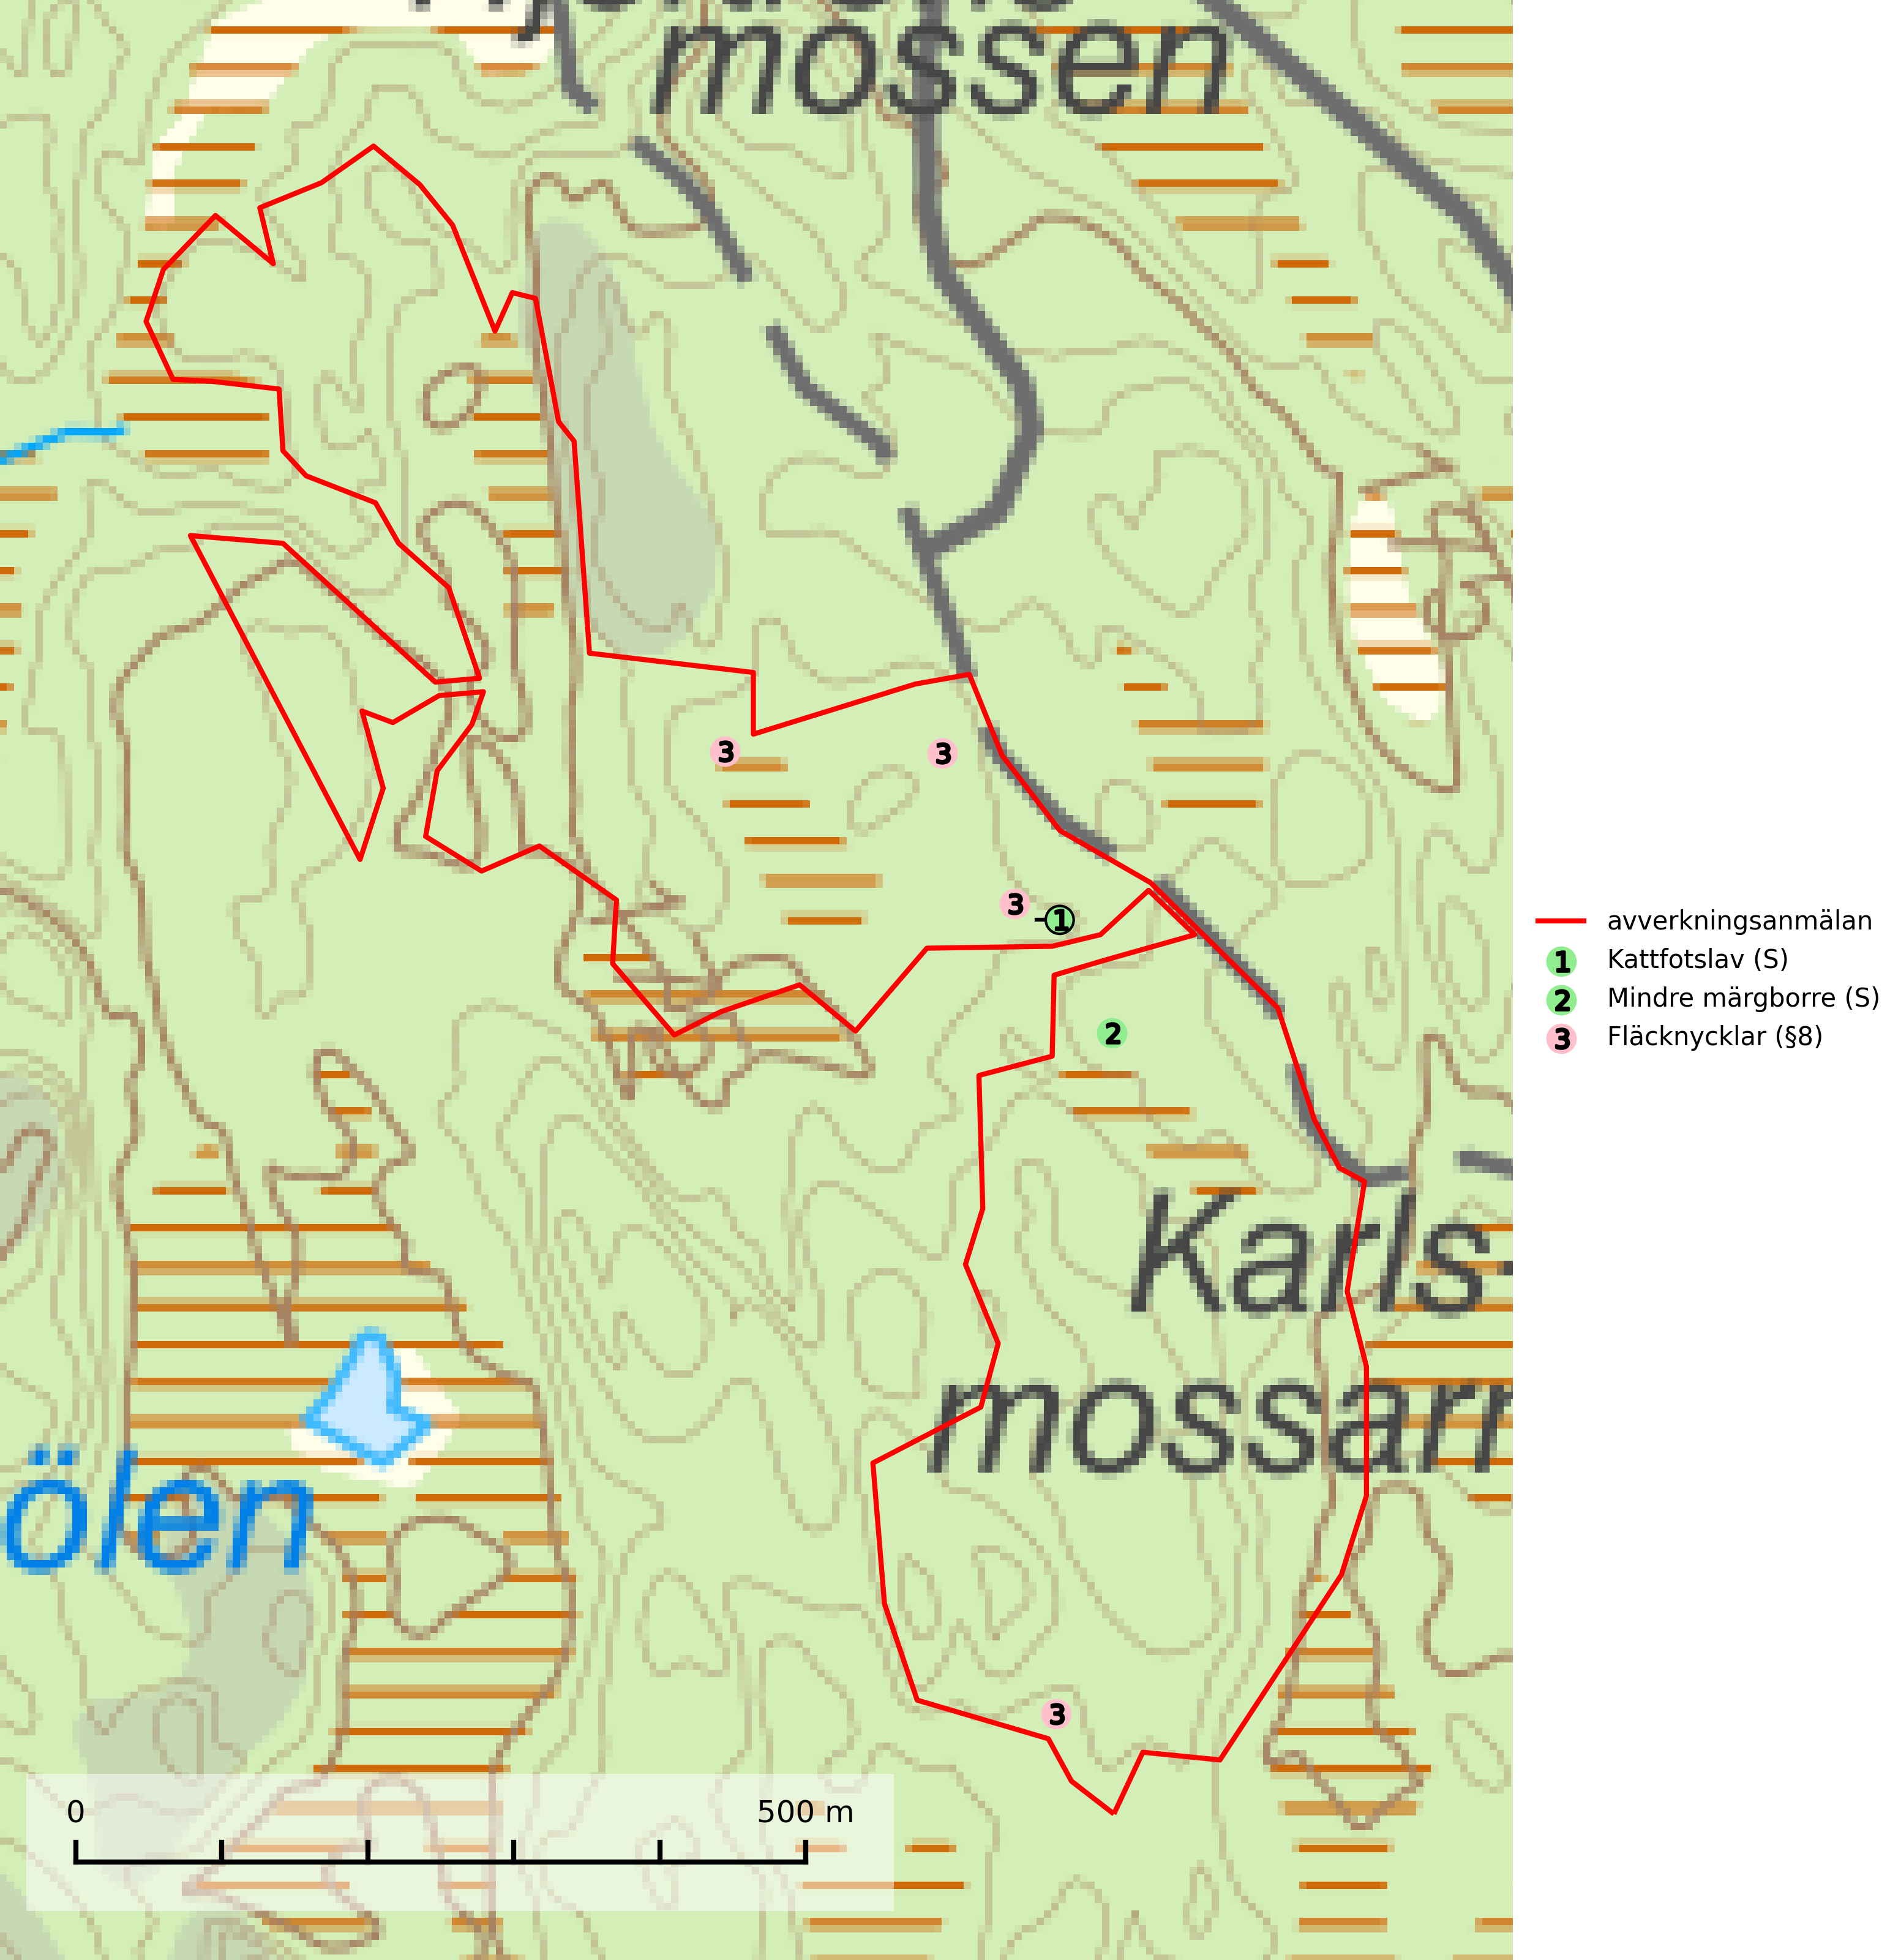 mossen
3
3
3
1
2
Karls-
mossarn
ölen
3
0 500 m
avverkningsanmälan
1 Kattfotslav (S)
2 Mindre märgborre (S)
3 Fläcknycklar (§8)